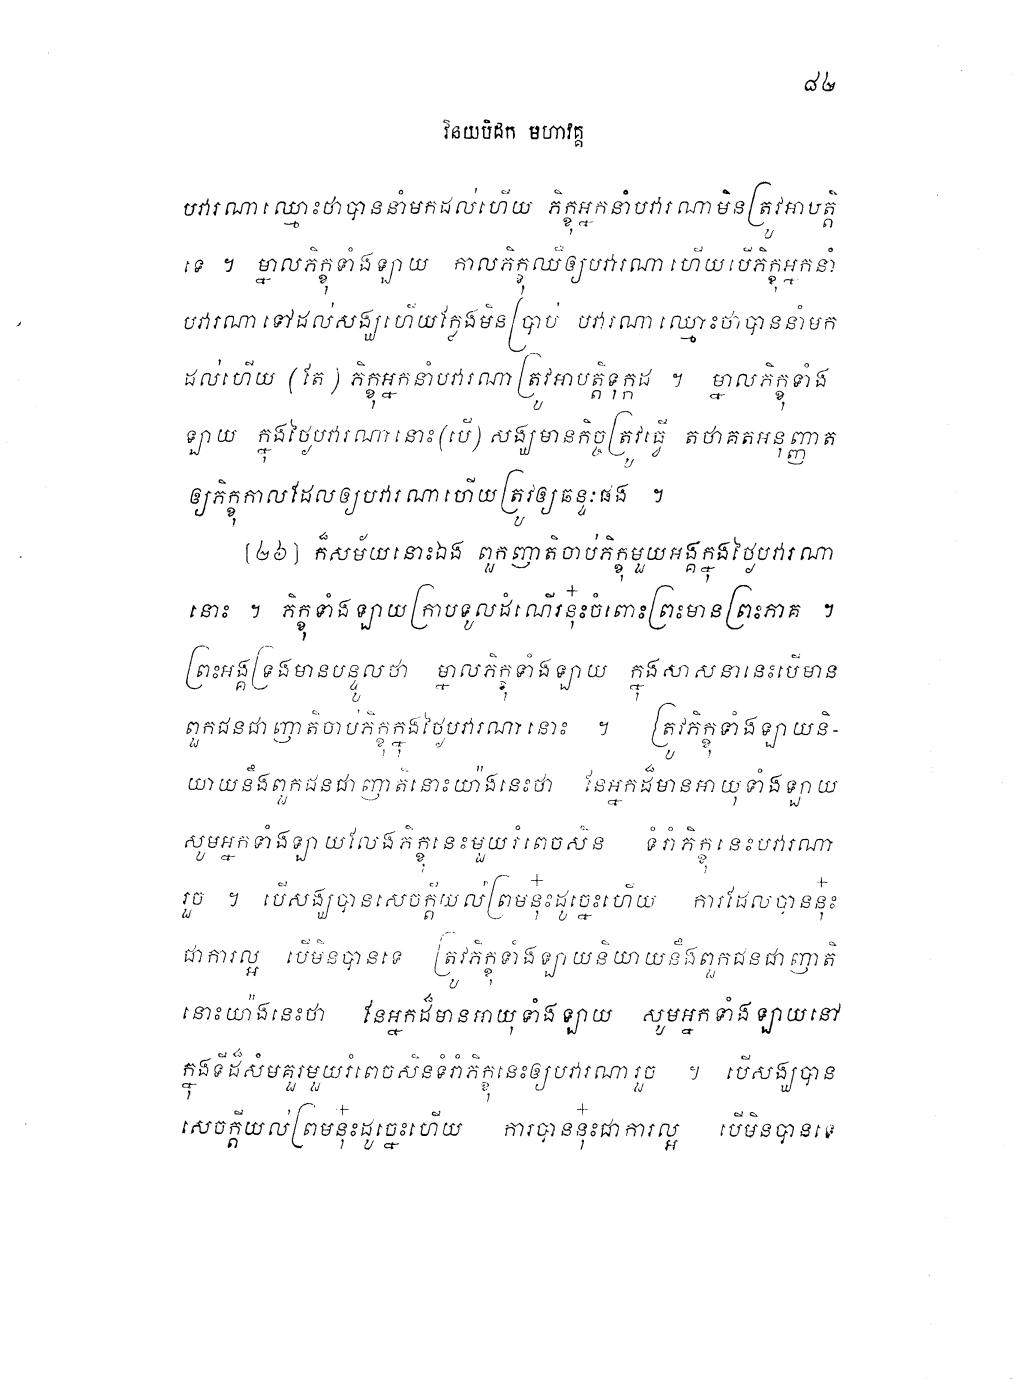 ៨២
វិនយបិដក មហាវគ្គ
បវារណាឈ្មោះថាបាននាំមកដល់ហើយ ភិក្ខុអ្នកនាំបវារណាមិនត្រូវអាបត្តិ
ទេ ។ ម្នាលភិក្ខុទាំងឡាយ កាលភិក្ខុឈឺឲ្យបវារណា ហើយបើភិក្ខុអ្នកនាំ
បវារណាទៅដល់សង្ឃហើយក្លែងមិនប្រាប់ បវារណាឈ្មោះថាបាននាំមក
ដល់ហើយ (តែ) ភិក្ខុអ្នកនាំបវារណាត្រូវអាបត្តិទុក្កដ ។ ម្នាលភិក្ខុទាំង
ឡាយ ក្នុងថ្ងៃបវារណានោះ (បើ) សង្ឃមានកិច្ចត្រូវធ្វើ តថាគតអនុញ្ញាត
ឲ្យភិក្ខុកាលដែលឲ្យបវារណាហើយត្រូវឲ្យឆន្ទៈផង ។
[២៦] ក៏សម័យនោះឯង ពួកញាតិចាប់ភិក្ខុមួយអង្គក្នុងថ្ងៃបវារណា
នោះ ។ ភិក្ខុទាំងឡាយក្រាបទូលដំណើរនុ៎ះចំពោះព្រះមានព្រះភាគ ។
ព្រះអង្គទ្រង់មានបន្ទូលថា ម្នាលភិក្ខុទាំងឡាយ ក្នុងសាសនានេះបើមាន
ពួកជនជាញាតិចាប់ភិក្ខុក្នុងថ្ងៃបវារណានោះ ។ ត្រូវភិក្ខុទាំងឡាយនិ-
យាយនឹងពួកជនជាញាតិនោះយ៉ាងនេះថា នែអ្នកដ៏មានអាយុទាំងឡាយ
សូមអ្នកទាំងឡាយលែងភិក្ខុនេះមួយរំពេចសិន ទំរាំភិក្ខុនេះបវារណា
រួច ។ បើសង្ឃបានសេចក្តីយល់ព្រមនុ៎ះដូច្នេះហើយ ការដែលបាននុ៎ះ
ជាការល្អ បើមិនបានទេ ត្រូវភិក្ខុទាំងឡាយនិយាយនឹងពួកជនជាញាតិ
នោះយ៉ាងនេះថា នែអ្នកដ៏មានអាយុទាំងឡាយ សូមអ្នកទាំងឡាយនៅ
ក្នុងទីដ៏សមគួរមួយរំពេចសិនទំរាំភិក្ខុនេះឲ្យបវារណារួច ។ បើសង្ឃបាន
សេចក្តីយល់ព្រមនុ៎ះដូច្នេះហើយ ការបាននុ៎ះជាការល្អ បើមិនបានទេ